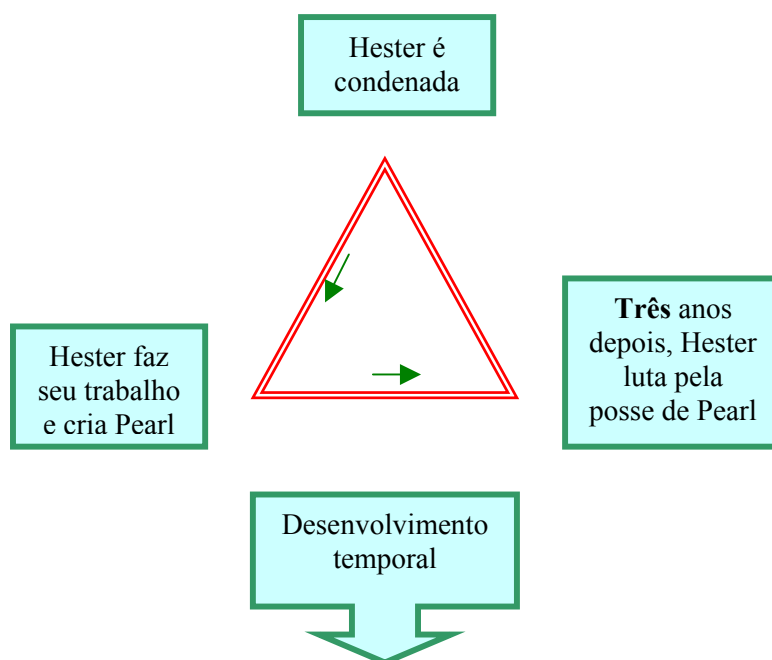 Hester é
condenada
Hester faz
seu trabalho
e cria Pearl
Três anos
depois, Hester
luta pela
posse de Pearl
Desenvolvimento
temporal